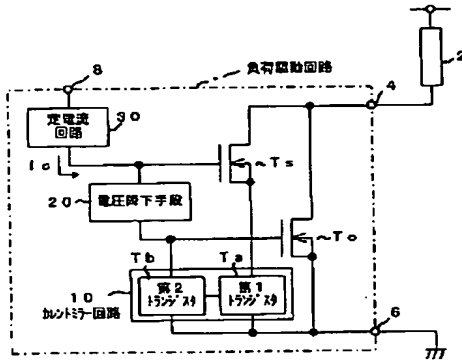 負荷駆動回路
8
2
4
定電流
回路
30
Ic
Ts
20
電圧降下手段
To
Tb
Ta
10
カレントミラー回路
第2
トランジスタ
第1
トランジスタ
6